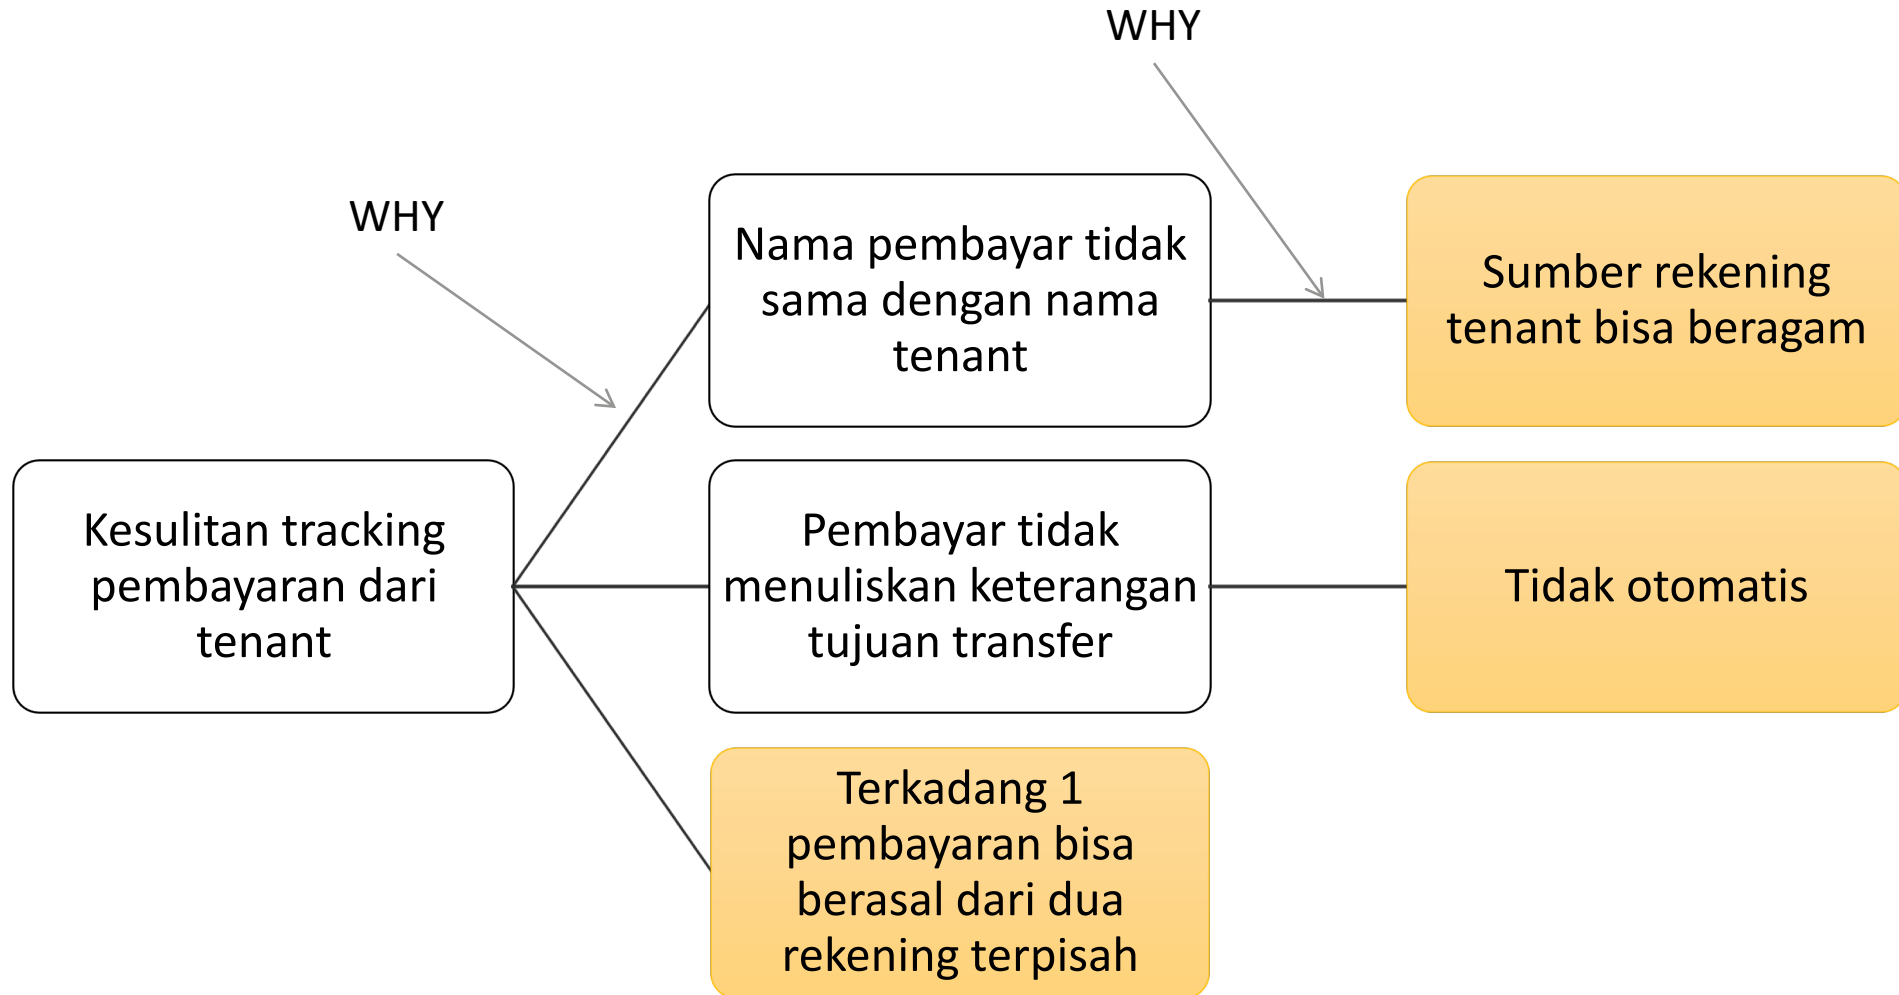 WHY
WHY
Nama pembayar tidak
sama dengan nama
tenant
Sumber rekening
tenant bisa beragam
Kesulitan tracking
pembayaran dari
tenant
Pembayar tidak
menuliskan keterangan
tujuan transfer
Tidak otomatis
Terkadang 1
pembayaran bisa
berasal dari dua
rekening terpisah